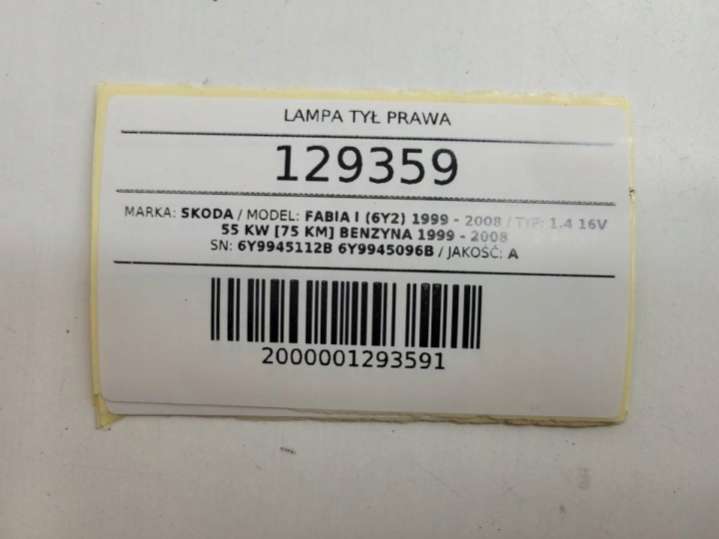 LAMPA TYŁ PRAWA
129359
MARKA: SKODA / MODEL: FABIA I (6Y2) 1999 - 2008 / TYP: 1.4 16V
55 KW [75 KM] BENZYNA 1999 - 2008
SN: 6Y9945112B 6Y9945096B / JAKOŚĆ: A
2000001293591